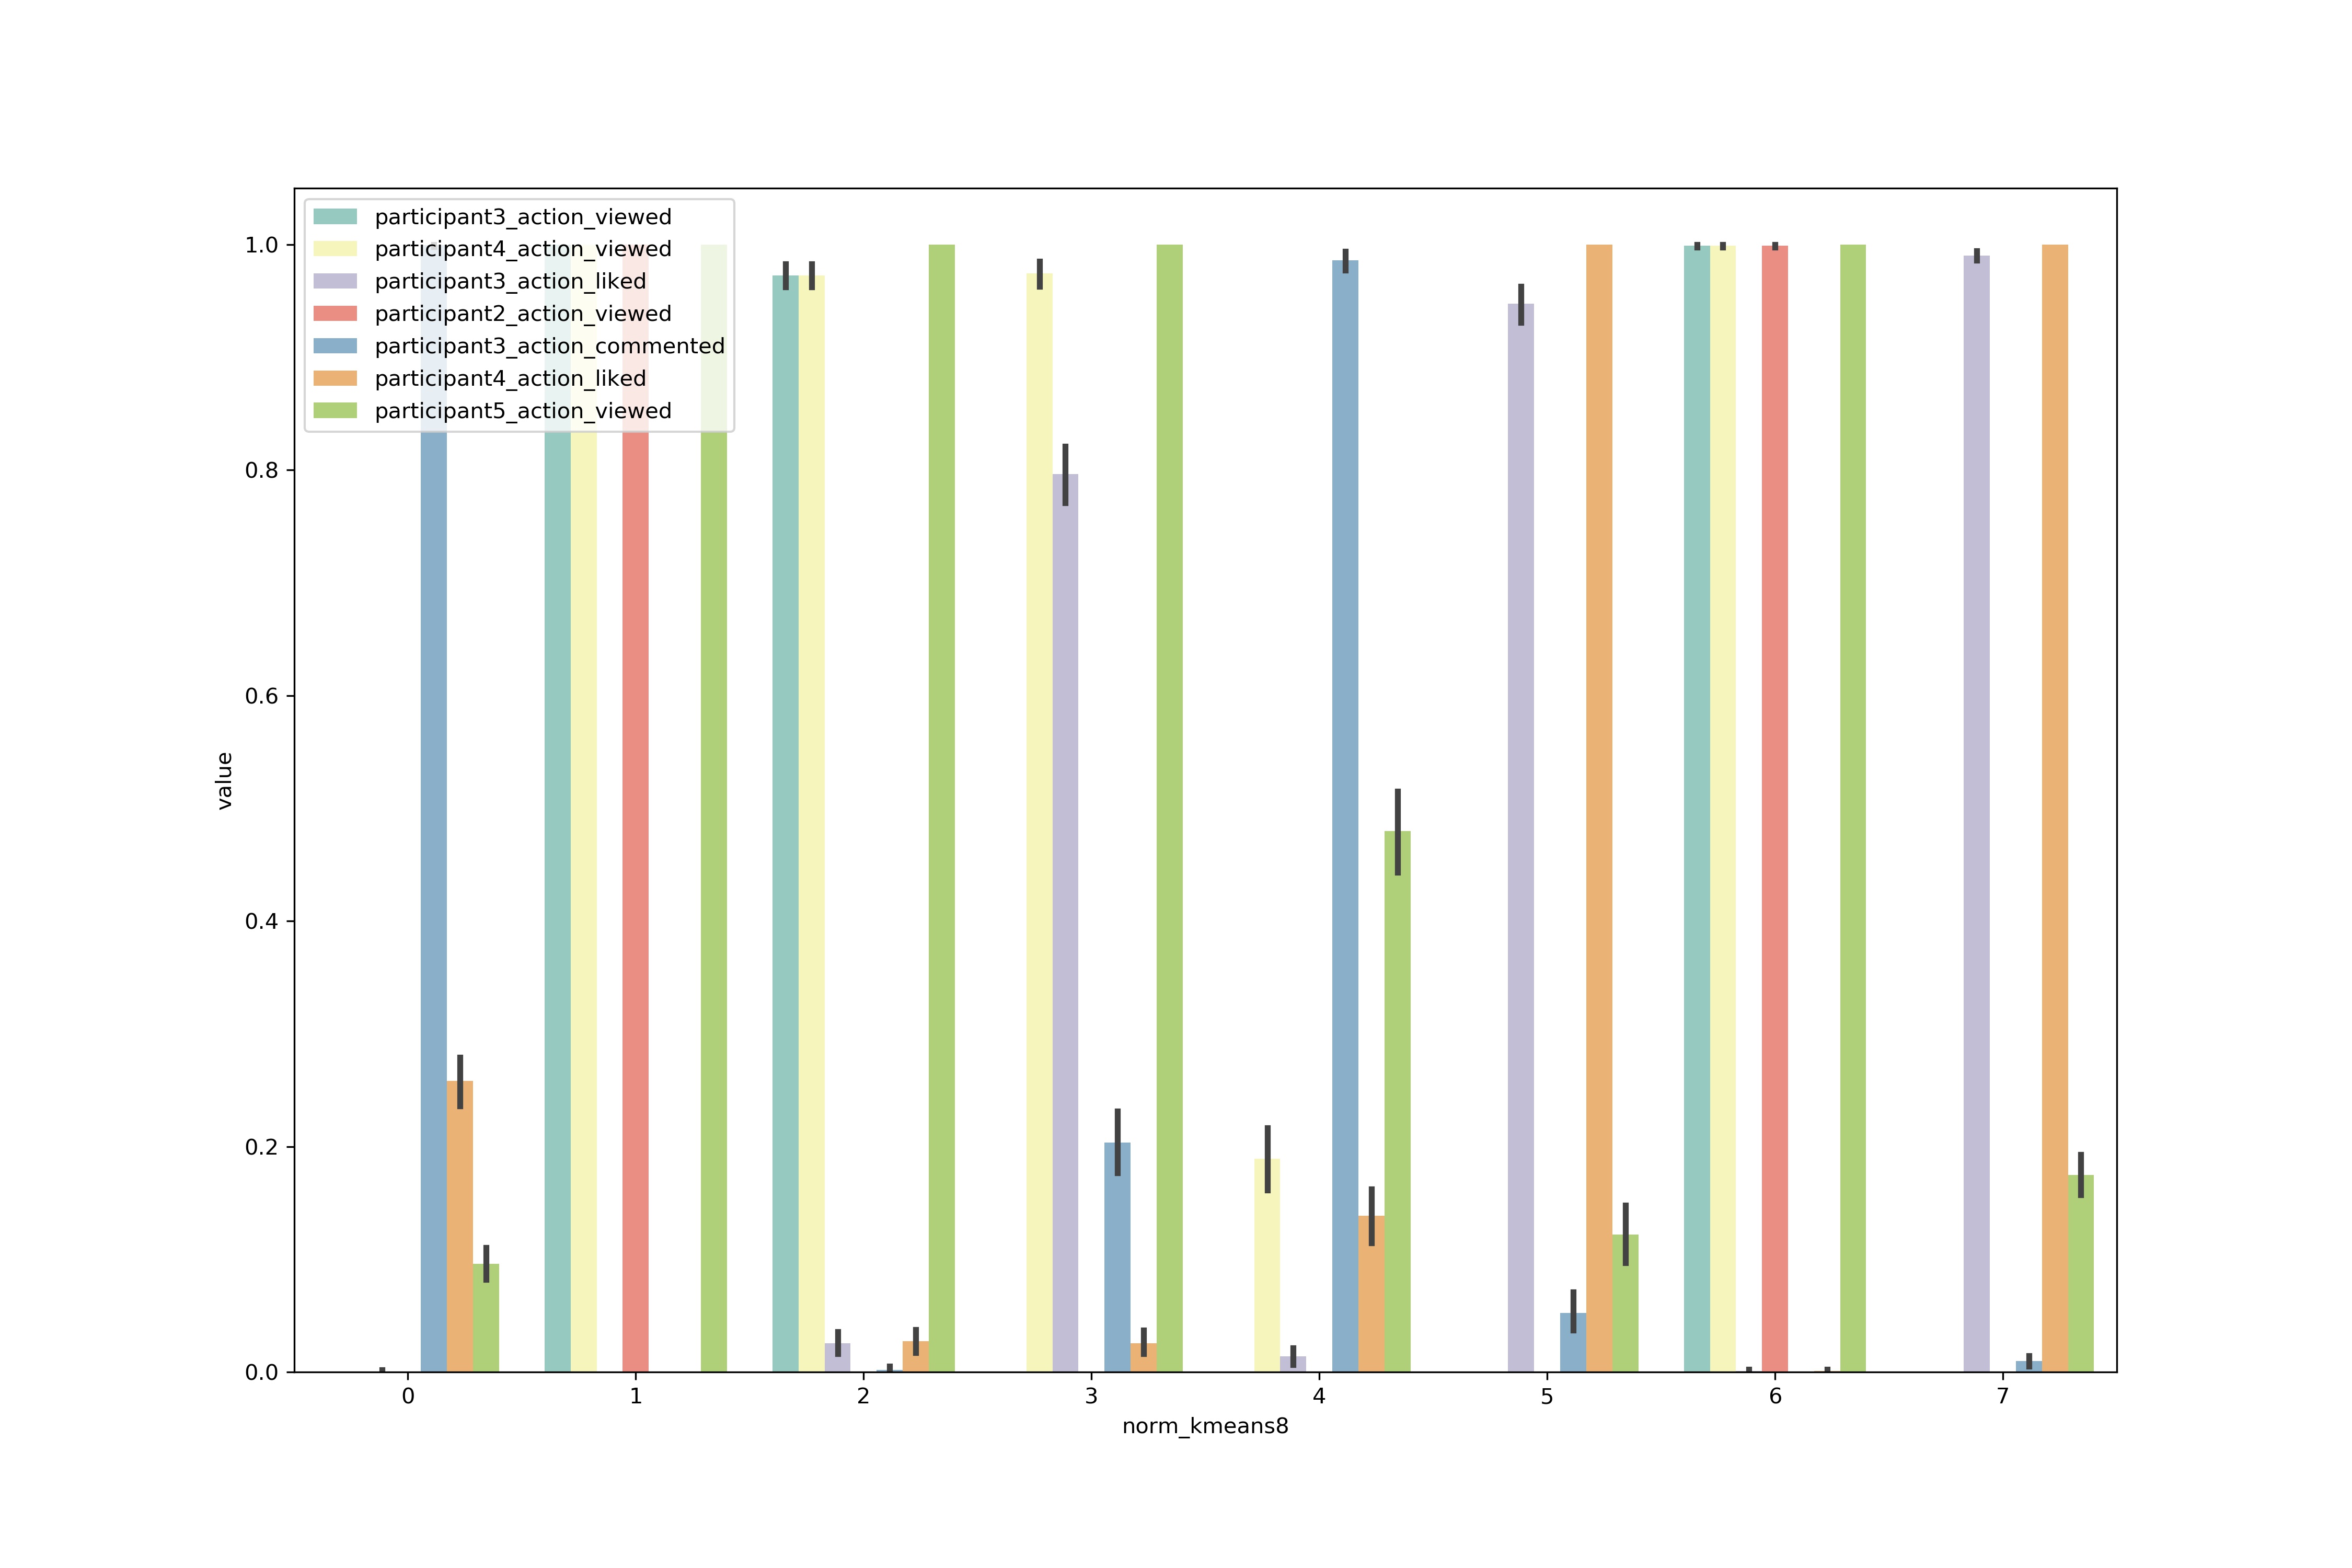 participant3_action_viewed
participant4_action_viewed
participant3_action_liked
participant2_action_viewed
participant3_action_commented
participant4_action_liked
participant5_action_viewed
1.0
0.8
0.6
0.4
0.2
0.0
value
0 1 2 3 4 5 6 7
norm_kmeans8